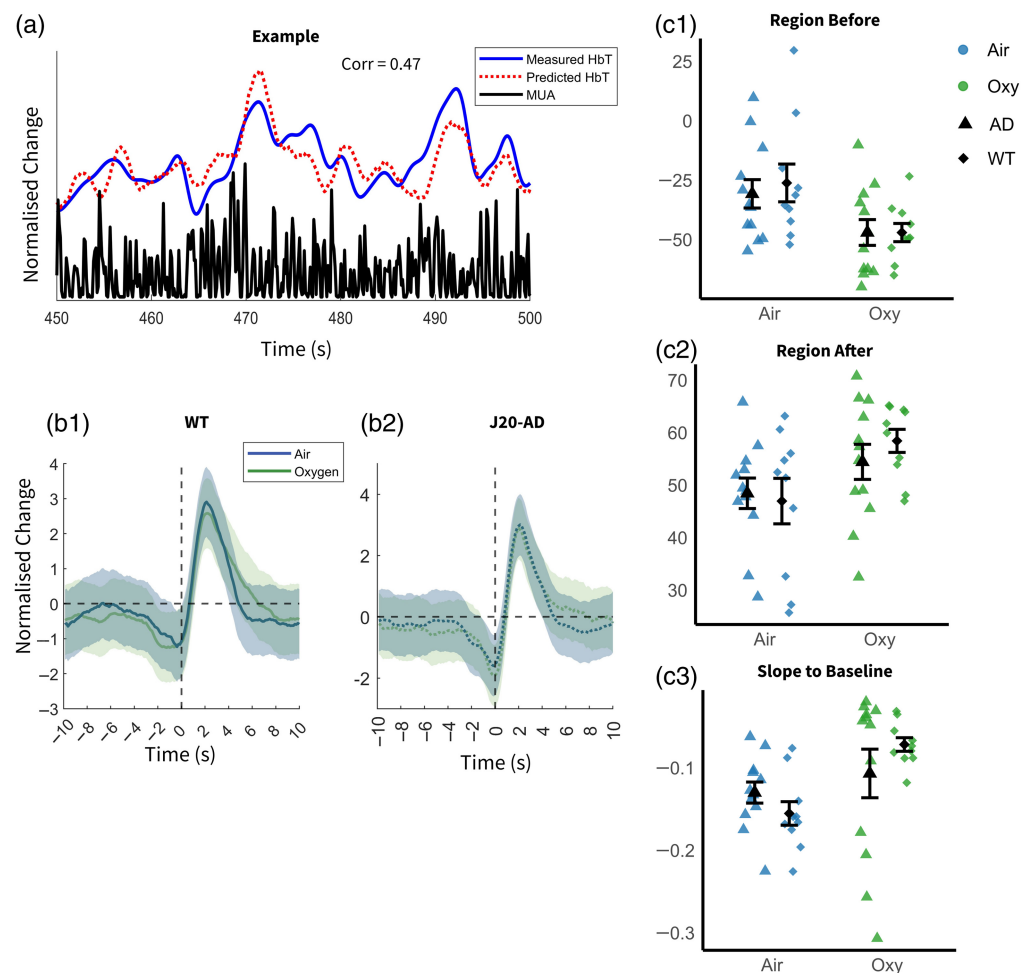 (a)
Example
Corr = 0.47
Measured HbT
Predicted HbT
MUA
Normalised Change
450
460
470
480
490
500
Time (s)
(b1)
WT
Air
Oxygen
Normalised Change
4
3
2
1
0
−1
−2
−3
−10
−8
−6
−4
−2
0
2
4
6
8
10
Time (s)
(b2)
J20-AD
4
2
0
−2
−10
−8
−6
−4
−2
0
2
4
6
8
10
Time (s)
(c1)
Region Before
25
0
−25
−50
Air
Oxy
Air
Oxy
AD
WT
(c2)
Region After
70
60
50
40
30
Air
Oxy
(c3)
Slope to Baseline
−0.1
−0.2
−0.3
Air
Oxy